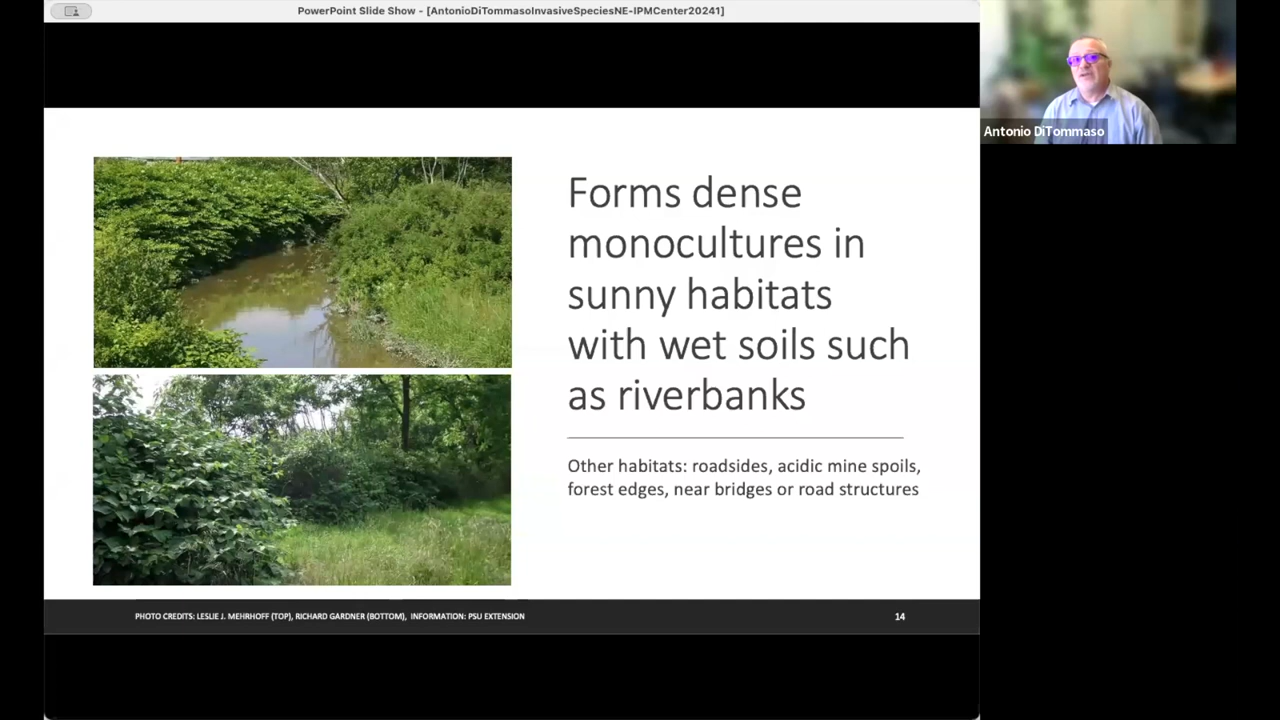 PowerPoint Slide Show - [AntonioDiTommasoInvasiveSpeciesNE-IPMCenter20241]
Antonio DiTommaso
Forms dense
monocultures in
sunny habitats
with wet soils such
as riverbanks
Other habitats: roadsides, acidic mine spoils,
forest edges, near bridges or road structures
PHOTO CREDITS: LESLIE J. MEHRHOFF (TOP), RICHARD GARDNER (BOTTOM), INFORMATION: PSU EXTENSION
14